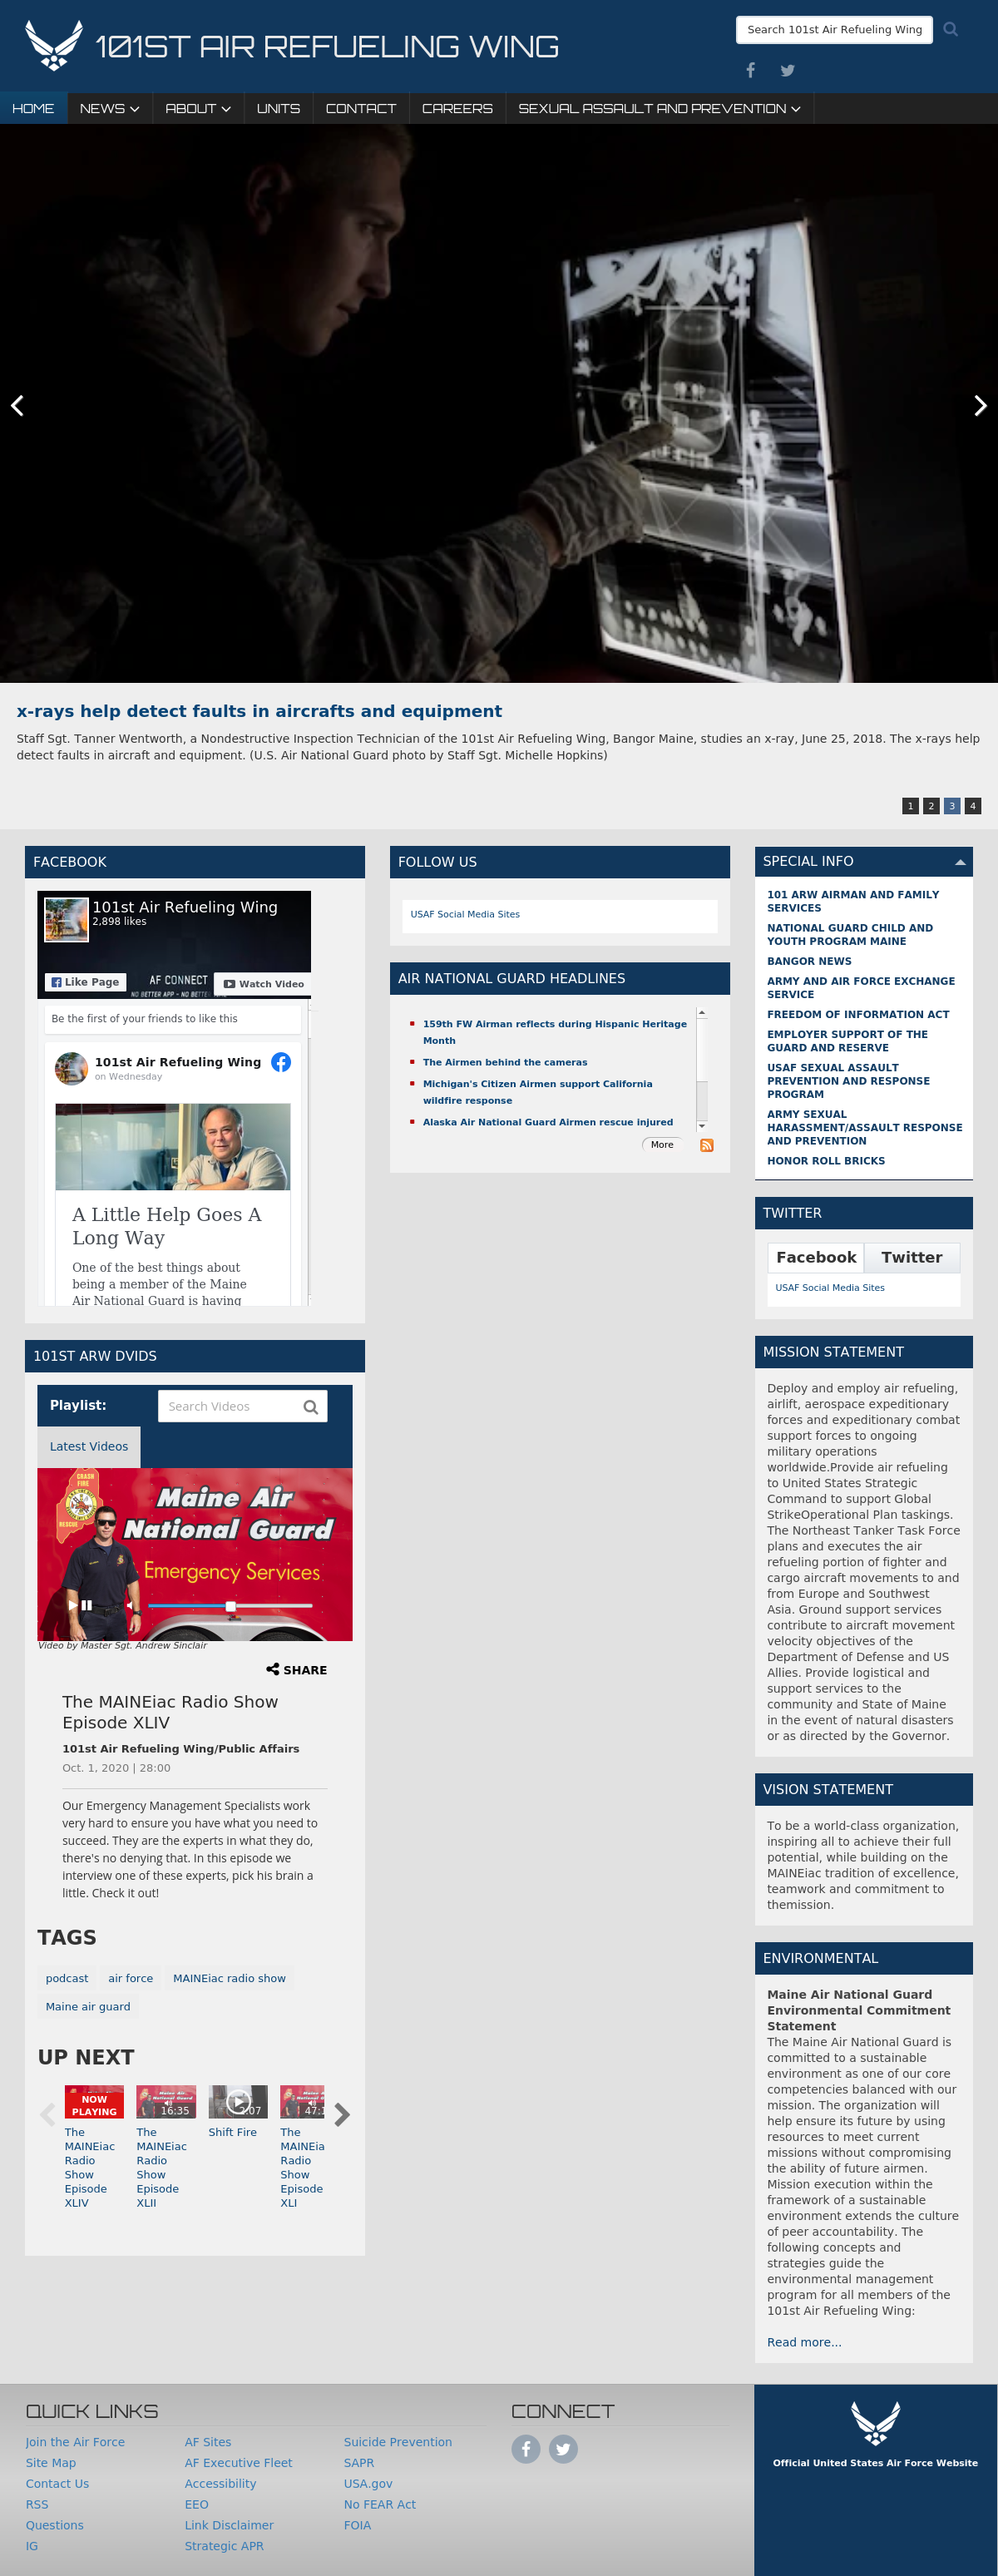 101ST AIR REFUELING WING
Search 101st Air Refueling Wing
HOME NEWS ABOUT UNITS CONTACT CAREERS SEXUAL ASSAULT AND PREVENTION
x-rays help detect faults in aircrafts and equipment
Staff Sgt. Tanner Wentworth, a Nondestructive Inspection Technician of the 101st Air Refueling Wing, Bangor Maine, studies an x-ray, June 25, 2018. The x-rays help
detect faults in aircraft and equipment. (U.S. Air National Guard photo by Staff Sgt. Michelle Hopkins)
1 2 3 4
FACEBOOK
101st Air Refueling Wing
2,898 likes
AF CONNECT
NO BETTER APP - NO BETTER
Like Page
Watch Video
Be the first of your friends to like this
101st Air Refueling Wing
on Wednesday
A Little Help Goes A
Long Way
One of the best things about
being a member of the Maine
Air National Guard is having
101ST ARW DVIDS
Playlist:
Search Videos
Latest Videos
CRASH
FIRE
RESCUE
Maine Air
National Guard
Emergency Services
Video by Master Sgt. Andrew Sinclair
SHARE
The MAINEiac Radio Show
Episode XLIV
101st Air Refueling Wing/Public Affairs
Oct. 1, 2020 | 28:00
Our Emergency Management Specialists work
very hard to ensure you have what you need to
succeed. They are the experts in what they do,
there's no denying that. In this episode we
interview one of these experts, pick his brain a
little. Check it out!
TAGS
podcast air force MAINEiac radio show
Maine air guard
UP NEXT
NOW
PLAYING
The
MAINEiac
Radio
Show
Episode
XLIV
16:35
The
MAINEiac
Radio
Show
Episode
XLII
2:07
Shift Fire
The
MAINEia
Radio
Show
Episode
XLI
FOLLOW US
USAF Social Media Sites
AIR NATIONAL GUARD HEADLINES
159th FW Airman reflects during Hispanic Heritage
Month
The Airmen behind the cameras
Michigan's Citizen Airmen support California
wildfire response
Alaska Air National Guard Airmen rescue injured
More
SPECIAL INFO
101 ARW AIRMAN AND FAMILY
SERVICES
NATIONAL GUARD CHILD AND
YOUTH PROGRAM MAINE
BANGOR NEWS
ARMY AND AIR FORCE EXCHANGE
SERVICE
FREEDOM OF INFORMATION ACT
EMPLOYER SUPPORT OF THE
GUARD AND RESERVE
USAF SEXUAL ASSAULT
PREVENTION AND RESPONSE
PROGRAM
ARMY SEXUAL
HARASSMENT/ASSAULT RESPONSE
AND PREVENTION
HONOR ROLL BRICKS
TWITTER
Facebook Twitter
USAF Social Media Sites
MISSION STATEMENT
Deploy and employ air refueling,
airlift, aerospace expeditionary
forces and expeditionary combat
support forces to ongoing
military operations
worldwide.Provide air refueling
to United States Strategic
Command to support Global
StrikeOperational Plan taskings.
The Northeast Tanker Task Force
plans and executes the air
refueling portion of fighter and
cargo aircraft movements to and
from Europe and Southwest
Asia. Ground support services
contribute to aircraft movement
velocity objectives of the
Department of Defense and US
Allies. Provide logistical and
support services to the
community and State of Maine
in the event of natural disasters
or as directed by the Governor.
VISION STATEMENT
To be a world-class organization,
inspiring all to achieve their full
potential, while building on the
MAINEiac tradition of excellence,
teamwork and commitment to
themission.
ENVIRONMENTAL
Maine Air National Guard
Environmental Commitment
Statement
The Maine Air National Guard is
committed to a sustainable
environment as one of our core
competencies balanced with our
mission. The organization will
help ensure its future by using
resources to meet current
missions without compromising
the ability of future airmen.
Mission execution within the
framework of a sustainable
environment extends the culture
of peer accountability. The
following concepts and
strategies guide the
environmental management
program for all members of the
101st Air Refueling Wing:
Read more...
QUICK LINKS
Join the Air Force
Site Map
Contact Us
RSS
Questions
IG
AF Sites
AF Executive Fleet
Accessibility
EEO
Link Disclaimer
Strategic APR
Suicide Prevention
SAPR
USA.gov
No FEAR Act
FOIA
CONNECT
Official United States Air Force Website